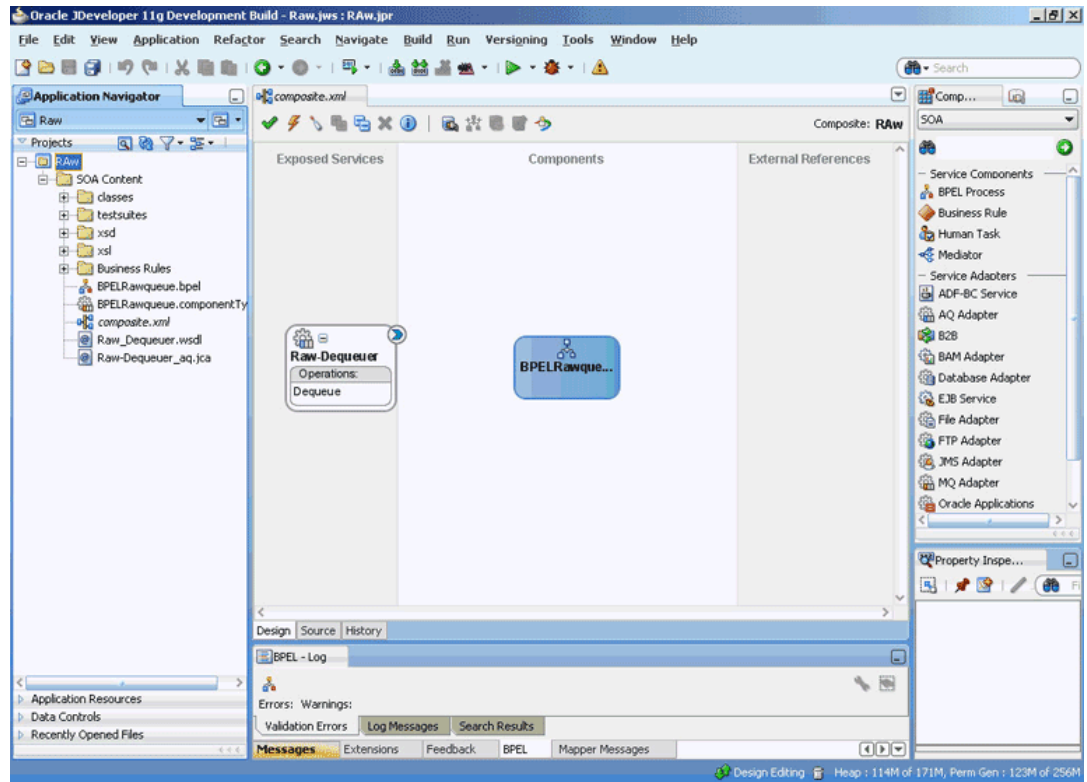 Oracle JDeveloper 11g Development Build - Raw.jws : RAw.jpr
File Edit View Application Refactor Search Navigate Build Run Versioning Tools Window Help
Search
Application Navigator
Raw
Projects
RAw
SOA Content
classes
testsuites
xsd
xsl
Business Rules
BPELRawqueue.bpel
BPELRawqueue.componentTy
composite.xml
Raw_Dequeuer.wsdl
Raw-Dequeuer_aq.jca
Application Resources
Data Controls
Recently Opened Files
composite.xml
Composite: RAw
Exposed Services
Components
External References
Raw-Dequeuer
Operations:
Dequeue
BPELRawque...
Design Source History
BPEL - Log
Errors: Warnings:
Validation Errors Log Messages Search Results
Messages Extensions Feedback BPEL Mapper Messages
Comp...
SOA
Service Components
BPEL Process
Business Rule
Human Task
Mediator
Service Adapters
ADF-BC Service
AQ Adapter
B2B
BAM Adapter
Database Adapter
EJB Service
File Adapter
FTP Adapter
JMS Adapter
MQ Adapter
Oracle Applications
Property Inspe...
Fi
Design Editing Heap : 114M of 171M, Perm Gen : 123M of 256M